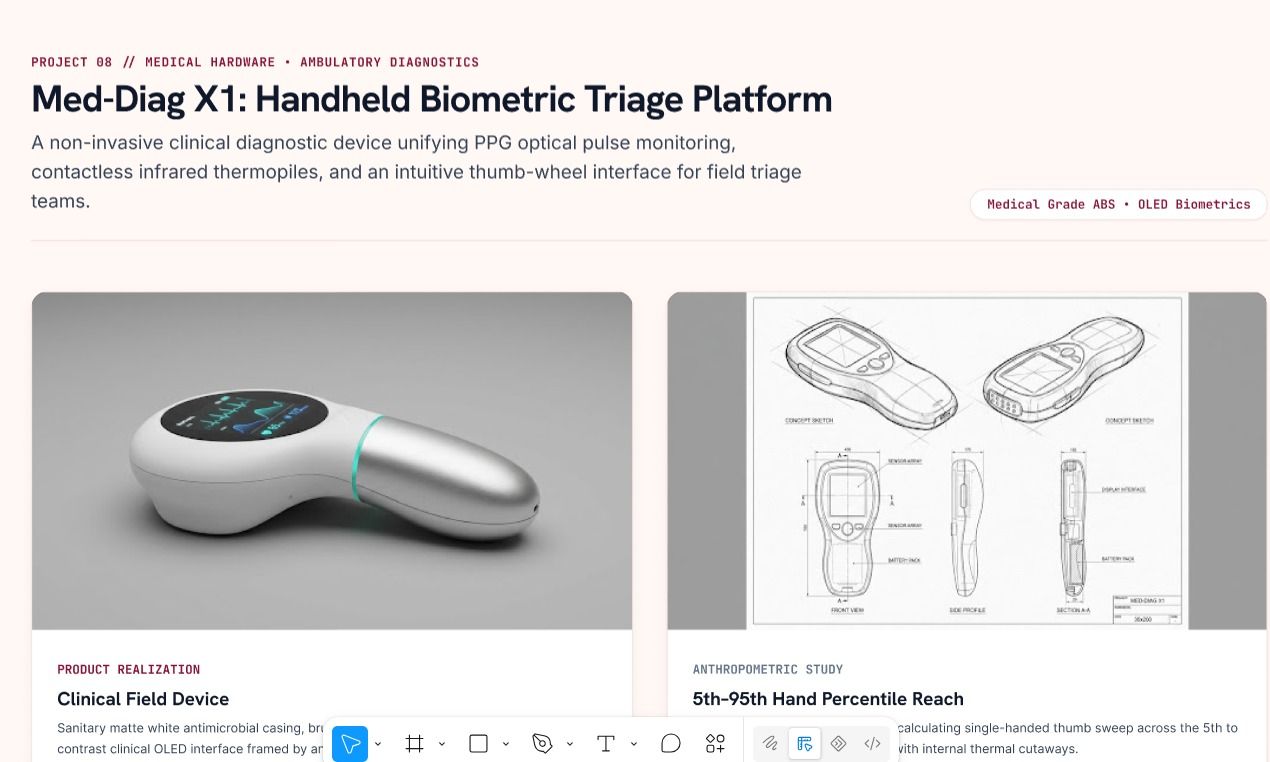 PROJECT 08 // MEDICAL HARDWARE • AMBULATORY DIAGNOSTICS
Med-Diag X1: Handheld Biometric Triage Platform
A non-invasive clinical diagnostic device unifying PPG optical pulse monitoring,
contactless infrared thermopiles, and an intuitive thumb-wheel interface for field triage
teams.
Medical Grade ABS • OLED Biometrics
CONCEPT SKETCH
CONCEPT SKETCH
SENSOR ARRAY
DISPLAY INTERFACE
SENSOR ARRAY
BATTERY PACK
BATTERY PACK
FRONT VIEW
SIDE PROFILE
SECTION A-A
MED-DIAG X1
30x200
PRODUCT REALIZATION
Clinical Field Device
Sanitary matte white antimicrobial casing,
contrast clinical OLED interface framed by
ANTHROPOMETRIC STUDY
5th–95th Hand Percentile Reach
calculating single-handed thumb sweep across the 5th to
with internal thermal cutaways.